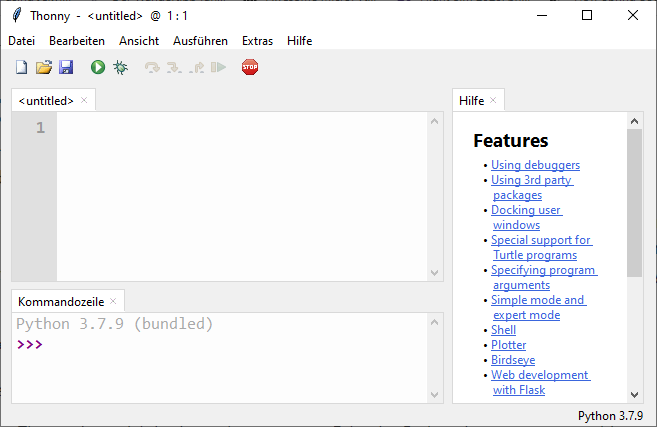 Thonny - <untitled> @ 1:1
Datei Bearbeiten Ansicht Ausführen Extras Hilfe
STOP
<untitled> ×
1
Kommandozeile ×
Python 3.7.9 (bundled)
>>>
Hilfe ×
Features
• Using debuggers
• Using 3rd party
packages
• Docking user
windows
• Special support for
Turtle programs
• Specifying program
arguments
• Simple mode and
expert mode
• Shell
• Plotter
• Birdseye
• Web development
with Flask
Python 3.7.9